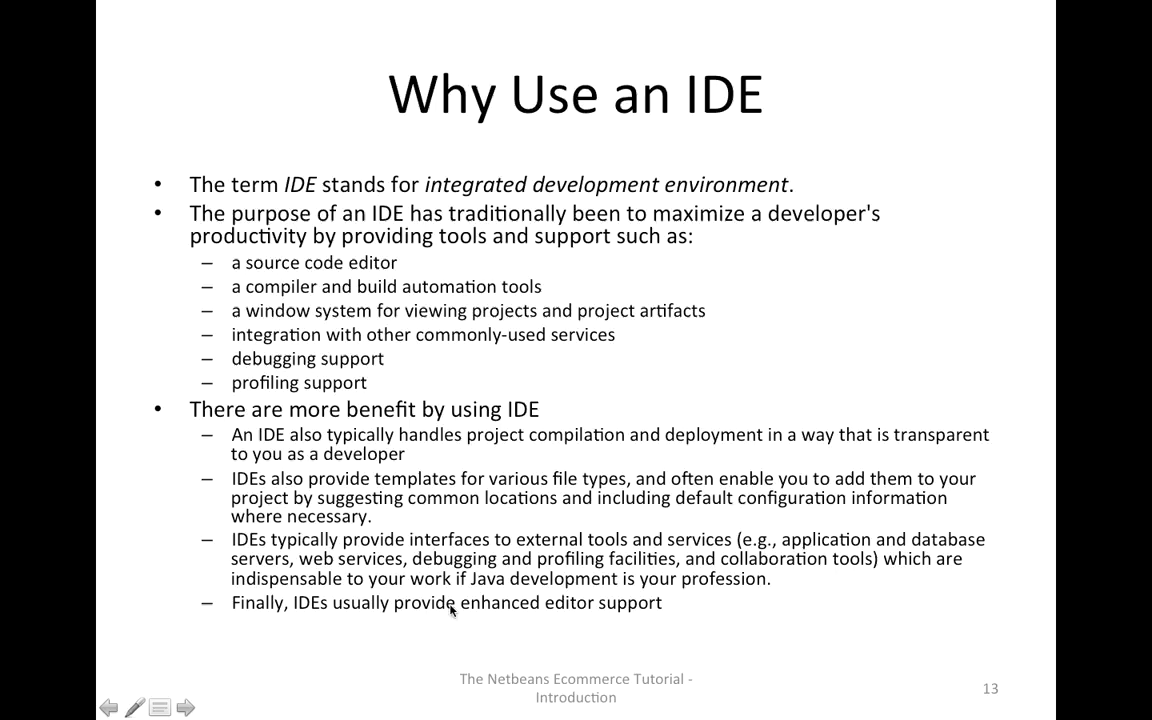 Why Use an IDE
• The term IDE stands for integrated development environment.
• The purpose of an IDE has traditionally been to maximize a developer's
productivity by providing tools and support such as:
– a source code editor
– a compiler and build automation tools
– a window system for viewing projects and project artifacts
– integration with other commonly-used services
– debugging support
– profiling support
• There are more benefit by using IDE
– An IDE also typically handles project compilation and deployment in a way that is transparent
to you as a developer
– IDEs also provide templates for various file types, and often enable you to add them to your
project by suggesting common locations and including default configuration information
where necessary.
– IDEs typically provide interfaces to external tools and services (e.g., application and database
servers, web services, debugging and profiling facilities, and collaboration tools) which are
indispensable to your work if Java development is your profession.
– Finally, IDEs usually provide enhanced editor support
The Netbeans Ecommerce Tutorial -
Introduction
13